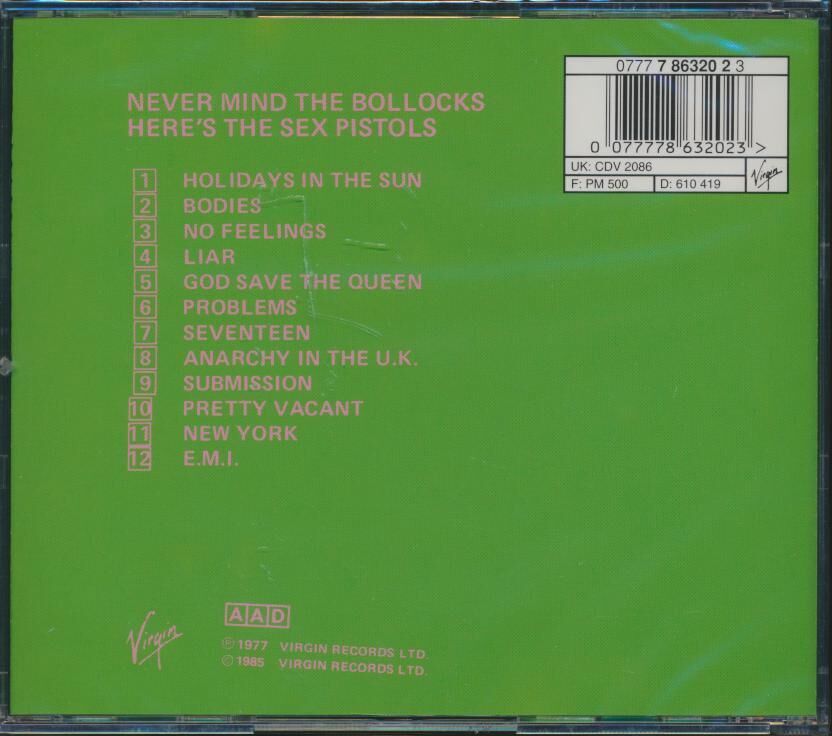 NEVER MIND THE BOLLOCKS
HERE'S THE SEX PISTOLS
1 HOLIDAYS IN THE SUN
2 BODIES
3 NO FEELINGS
4 LIAR
5 GOD SAVE THE QUEEN
6 PROBLEMS
7 SEVENTEEN
8 ANARCHY IN THE U.K.
9 SUBMISSION
10 PRETTY VACANT
11 NEW YORK
12 E.M.I.
0777 7 86320 2 3
0 077778 632023 >
UK: CDV 2086
F: PM 500 D: 610 419
Virgin
Virgin
AAD
℗ 1977 VIRGIN RECORDS LTD.
© 1985 VIRGIN RECORDS LTD.